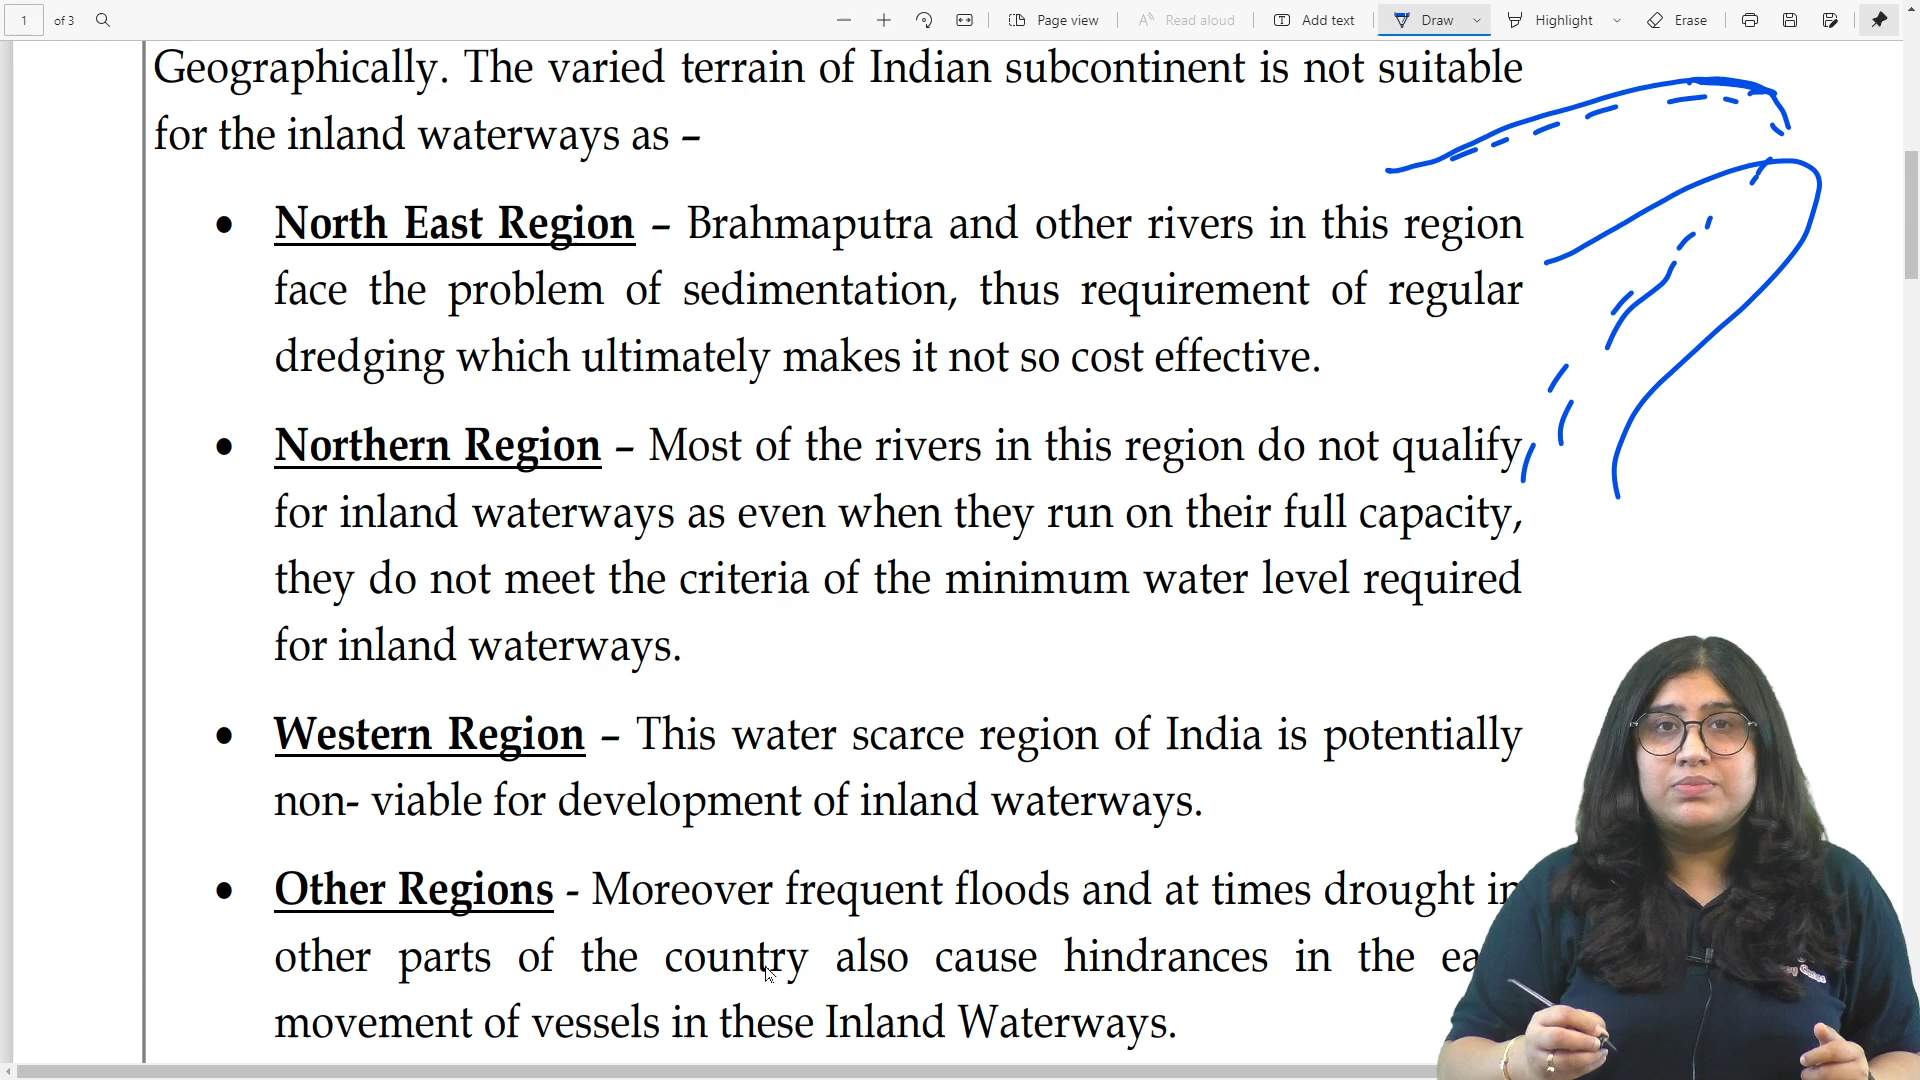 1 of 3 Page view Read aloud Add text Draw Highlight Erase
Geographically. The varied terrain of Indian subcontinent is not suitable
for the inland waterways as –
• North East Region – Brahmaputra and other rivers in this region
face the problem of sedimentation, thus requirement of regular
dredging which ultimately makes it not so cost effective.
• Northern Region – Most of the rivers in this region do not qualify
for inland waterways as even when they run on their full capacity,
they do not meet the criteria of the minimum water level required
for inland waterways.
• Western Region – This water scarce region of India is potentially
non- viable for development of inland waterways.
• Other Regions - Moreover frequent floods and at times drought in
other parts of the country also cause hindrances in the
movement of vessels in these Inland Waterways.